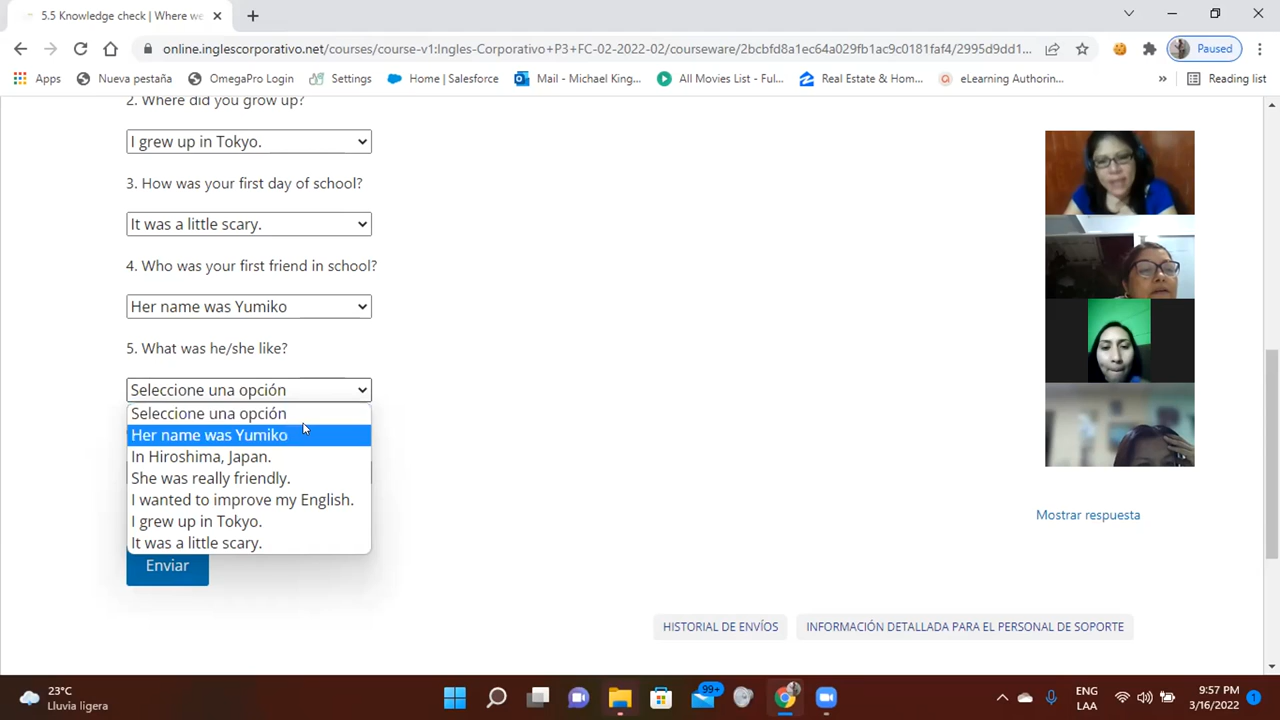 5.5 Knowledge check | Where we
Paused
online.inglescorporativo.net/courses/course-v1:Ingles-Corporativo+P3+FC-02-2022-02/courseware/2bcbfd8a1ec64a029fb1ac9c0181faf4/2995d9dd1...
Apps
Nueva pestaña
OmegaPro Login
Settings
Home | Salesforce
Mail - Michael King...
All Movies List - Ful...
Real Estate & Hom...
eLearning Authorin...
»
Reading list
2. Where did you grow up?
I grew up in Tokyo.
3. How was your first day of school?
It was a little scary.
4. Who was your first friend in school?
Her name was Yumiko
5. What was he/she like?
Seleccione una opción
Seleccione una opción
Her name was Yumiko
In Hiroshima, Japan.
She was really friendly.
I wanted to improve my English.
I grew up in Tokyo.
It was a little scary.
Mostrar respuesta
Enviar
HISTORIAL DE ENVÍOS
INFORMACIÓN DETALLADA PARA EL PERSONAL DE SOPORTE
23°C
Lluvia ligera
99+
ENG
LAA
9:57 PM
3/16/2022
1